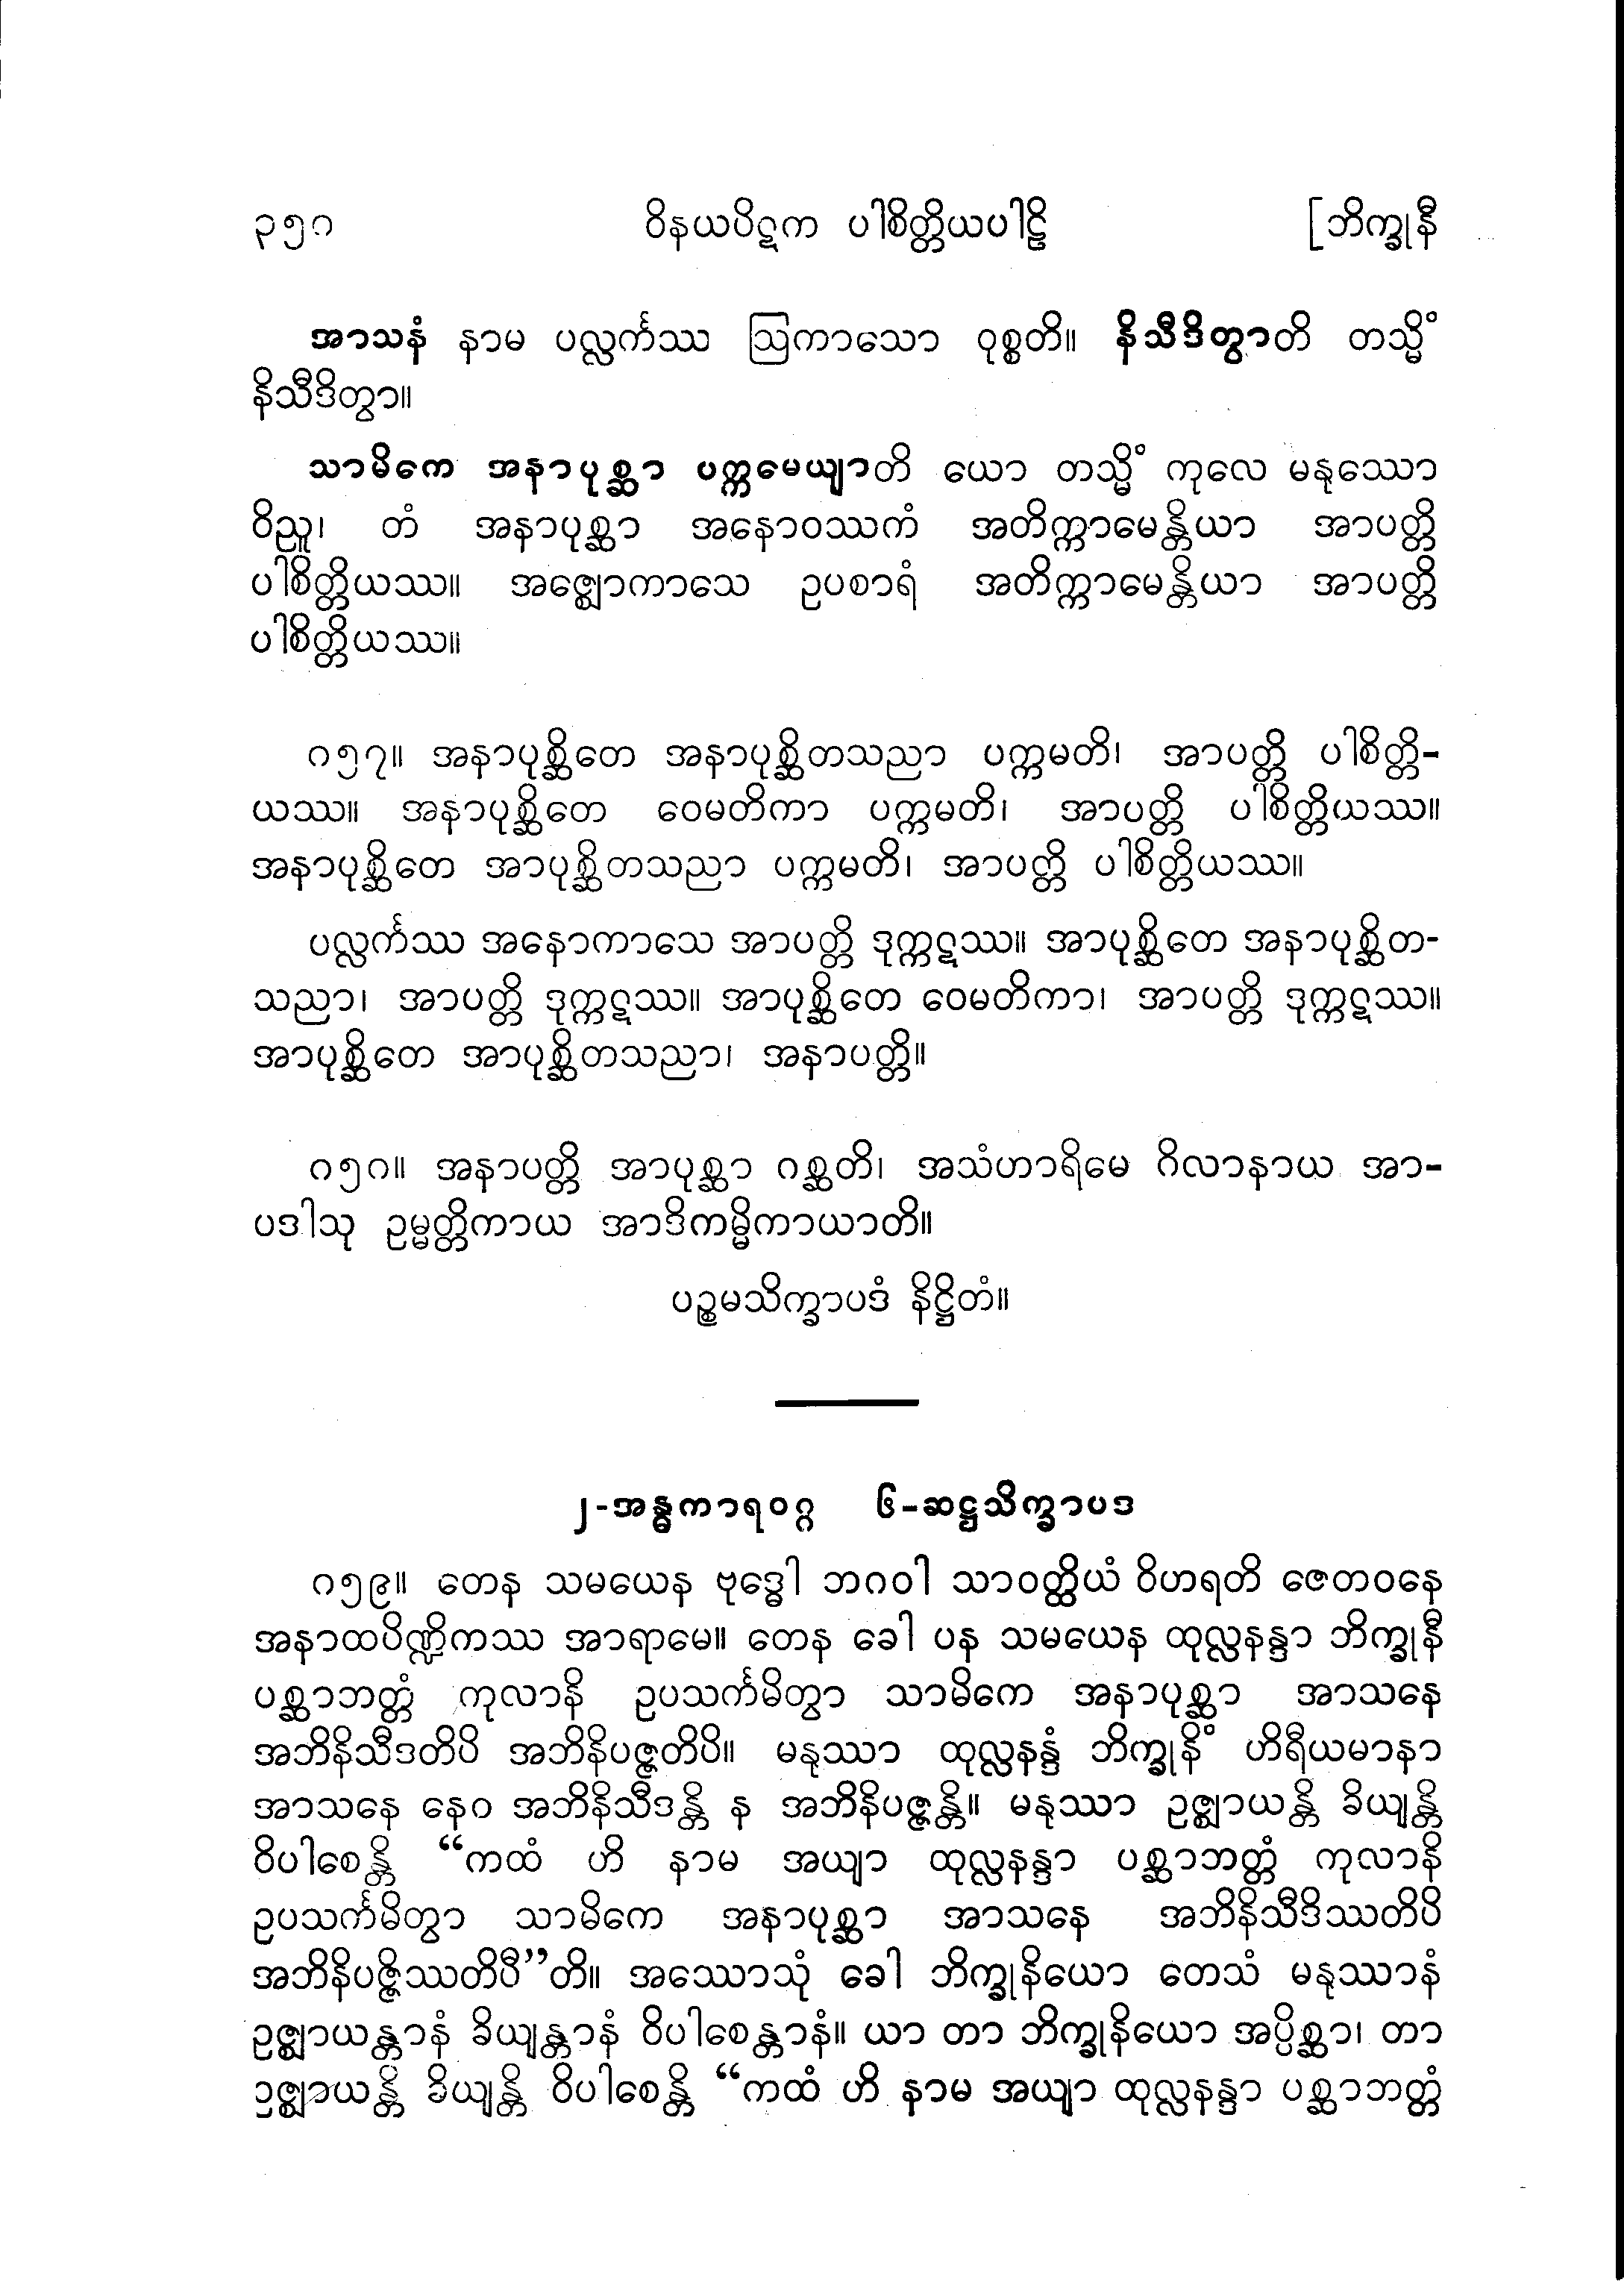 ၃၅၈ ဝိနယပိဋက ပါစိတ္တိယပါဠိ [ဘိက္ခုနီ
အာသနံ နာမ ပလ္လင်္ကဿ ဩကာသော ဝုစ္စတိ။ နိသီဒိတွာတိ တသ္မိံ
နိသီဒိတွာ။
သာမိကေ အနာပုစ္ဆာ ပက္ကမေယျာတိ ယော တသ္မိံ ကုလေ မနုဿော
ဝိညူ၊ တံ အနာပုစ္ဆာ အနောဝဿကံ အတိက္ကာမေန္တိယာ အာပတ္တိ
ပါစိတ္တိယဿ။ အဇ္ဈောကာသေ ဥပစာရံ အတိက္ကာမေန္တိယာ အာပတ္တိ
ပါစိတ္တိယဿ။
၈၅၇။ အနာပုစ္ဆိတေ အနာပုစ္ဆိတသညာ ပက္ကမတိ၊ အာပတ္တိ ပါစိတ္တိ-
ယဿ။ အနာပုစ္ဆိတေ ဝေမတိကာ ပက္ကမတိ၊ အာပတ္တိ ပါစိတ္တိယဿ။
အနာပုစ္ဆိတေ အာပုစ္ဆိတသညာ ပက္ကမတိ၊ အာပတ္တိ ပါစိတ္တိယဿ။
ပလ္လင်္ကဿ အနောကာသေ အာပတ္တိ ဒုက္ကဋဿ။ အာပုစ္ဆိတေ အနာပုစ္ဆိတ-
သညာ၊ အာပတ္တိ ဒုက္ကဋဿ။ အာပုစ္ဆိတေ ဝေမတိကာ၊ အာပတ္တိ ဒုက္ကဋဿ။
အာပုစ္ဆိတေ အာပုစ္ဆိတသညာ၊ အနာပတ္တိ။
၈၅၈။ အနာပတ္တိ အာပုစ္ဆာ ဂစ္ဆတိ၊ အသံဟာရိမေ ဂိလာနာယ အာ-
ပဒါသု ဥမ္မတ္တိကာယ အာဒိကမ္မိကာယာတိ။
ပဉ္စမသိက္ခာပဒံ နိဋ္ဌိတံ။
၂-အန္ဓကာရဝဂ္ဂ ၆-ဆဋ္ဌသိက္ခာပဒ
၈၅၉။ တေန သမယေန ဗုဒ္ဓေါ ဘဂဝါ သာဝတ္ထိယံ ဝိဟရတိ ဇေတဝနေ
အနာထပိဏ္ဍိကဿ အာရာမေ။ တေန ခေါ ပန သမယေန ထုလ္လနန္ဒာ ဘိက္ခုနီ
ပစ္ဆာဘတ္တံ ကုလာနိ ဥပသင်္ကမိတွာ သာမိကေ အနာပုစ္ဆာ အာသနေ
အဘိနိသီဒတိပိ အဘိနိပဇ္ဇတိပိ။ မနုဿာ ထုလ္လနန္ဒံ ဘိက္ခုနိံ ဟိရီယမာနာ
အာသနေ နေဝ အဘိနိသီဒန္တိ န အဘိနိပဇ္ဇန္တိ။ မနုဿာ ဥဇ္ဈာယန္တိ ခိယျန္တိ
ဝိပါစေန္တိ “ကထံ ဟိ နာမ အယျာ ထုလ္လနန္ဒာ ပစ္ဆာဘတ္တံ ကုလာနိ
ဥပသင်္ကမိတွာ သာမိကေ အနာပုစ္ဆာ အာသနေ အဘိနိသီဒိဿတိပိ
အဘိနိပဇ္ဇိဿတိပီ”တိ။ အဿောသုံ ခေါ ဘိက္ခုနိယော တေသံ မနုဿာနံ
ဥဇ္ဈာယန္တာနံ ခိယျန္တာနံ ဝိပါစေန္တာနံ။ ယာ တာ ဘိက္ခုနိယော အပ္ပိစ္ဆာ၊ တာ
ဥဇ္ဈာယန္တိ ခိယျန္တိ ဝိပါစေန္တိ “ကထံ ဟိ နာမ အယျာ ထုလ္လနန္ဒာ ပစ္ဆာဘတ္တံ